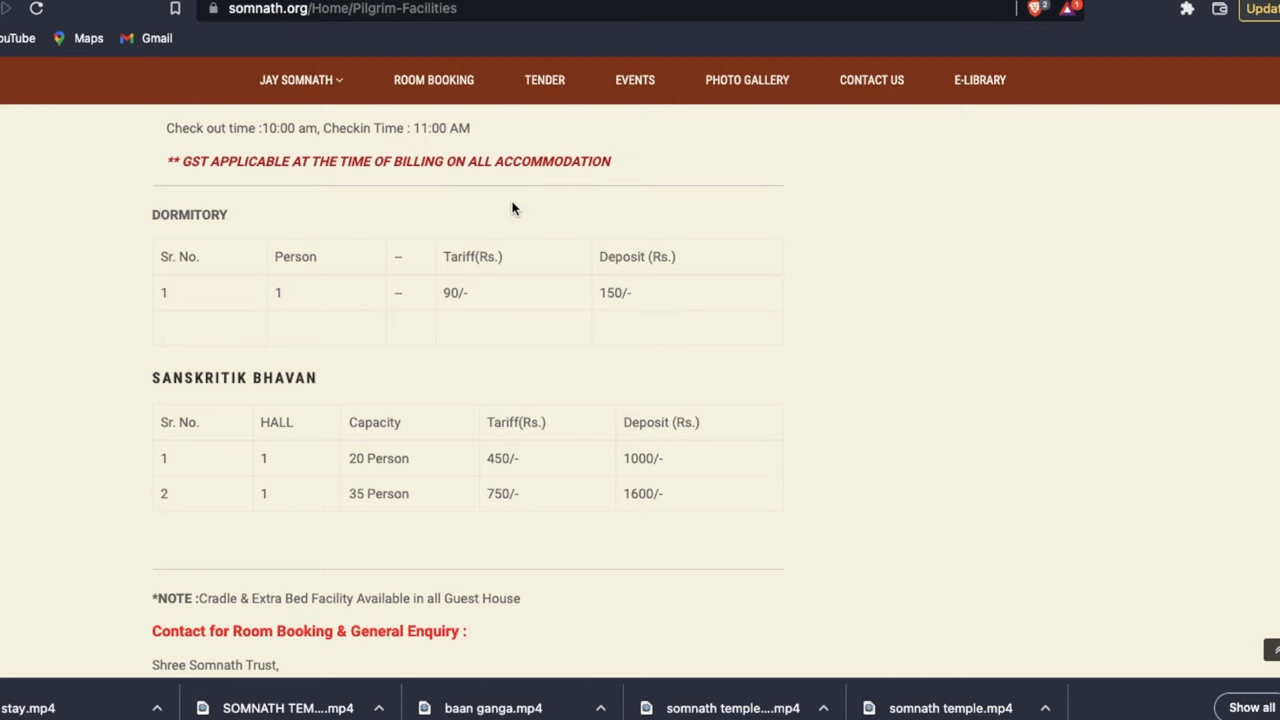 somnath.org/Home/Pilgrim-Facilities
2
1
Updat
ouTube Maps Gmail
JAY SOMNATH ROOM BOOKING TENDER EVENTS PHOTO GALLERY CONTACT US E-LIBRARY
Check out time :10:00 am, Checkin Time : 11:00 AM
** GST APPLICABLE AT THE TIME OF BILLING ON ALL ACCOMMODATION
DORMITORY
Sr. No. Person – Tariff(Rs.) Deposit (Rs.)
1 1 – 90/- 150/-
SANSKRITIK BHAVAN
Sr. No. HALL Capacity Tariff(Rs.) Deposit (Rs.)
1 1 20 Person 450/- 1000/-
2 1 35 Person 750/- 1600/-
*NOTE :Cradle & Extra Bed Facility Available in all Guest House
Contact for Room Booking & General Enquiry :
Shree Somnath Trust,
stay.mp4 SOMNATH TEM....mp4 baan ganga.mp4 somnath temple....mp4 somnath temple.mp4 Show all